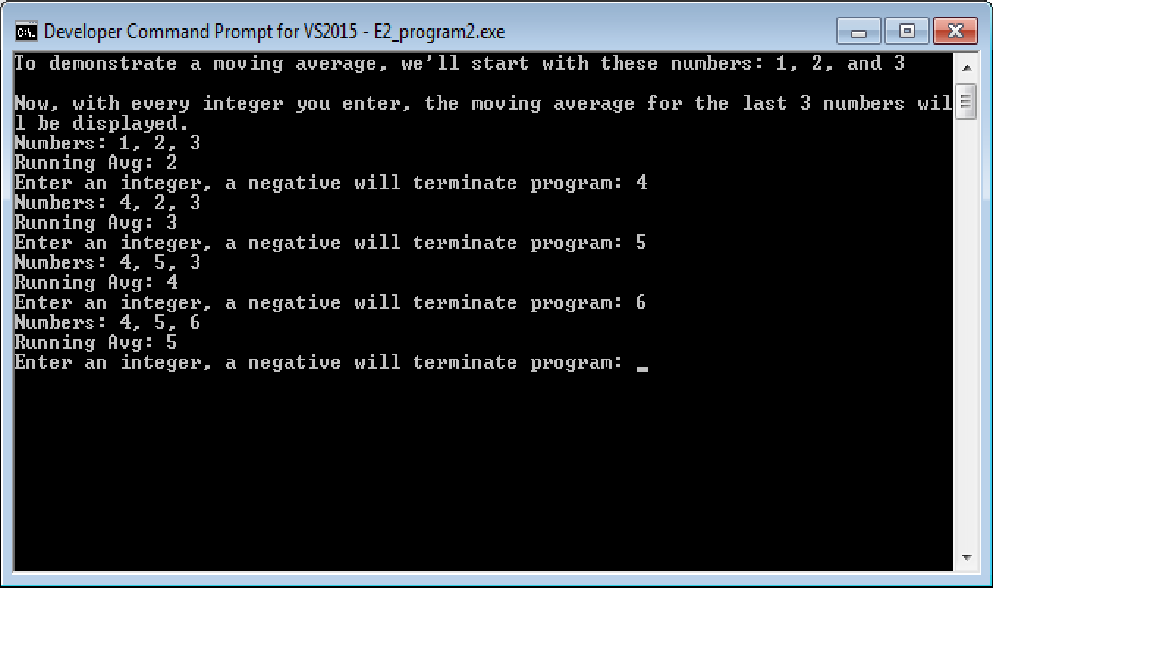 Developer Command Prompt for VS2015 - E2_program2.exe
To demonstrate a moving average, we'll start with these numbers: 1, 2, and 3
Now, with every integer you enter, the moving average for the last 3 numbers wil
l be displayed.
Numbers: 1, 2, 3
Running Avg: 2
Enter an integer, a negative will terminate program: 4
Numbers: 4, 2, 3
Running Avg: 3
Enter an integer, a negative will terminate program: 5
Numbers: 4, 5, 3
Running Avg: 4
Enter an integer, a negative will terminate program: 6
Numbers: 4, 5, 6
Running Avg: 5
Enter an integer, a negative will terminate program: _